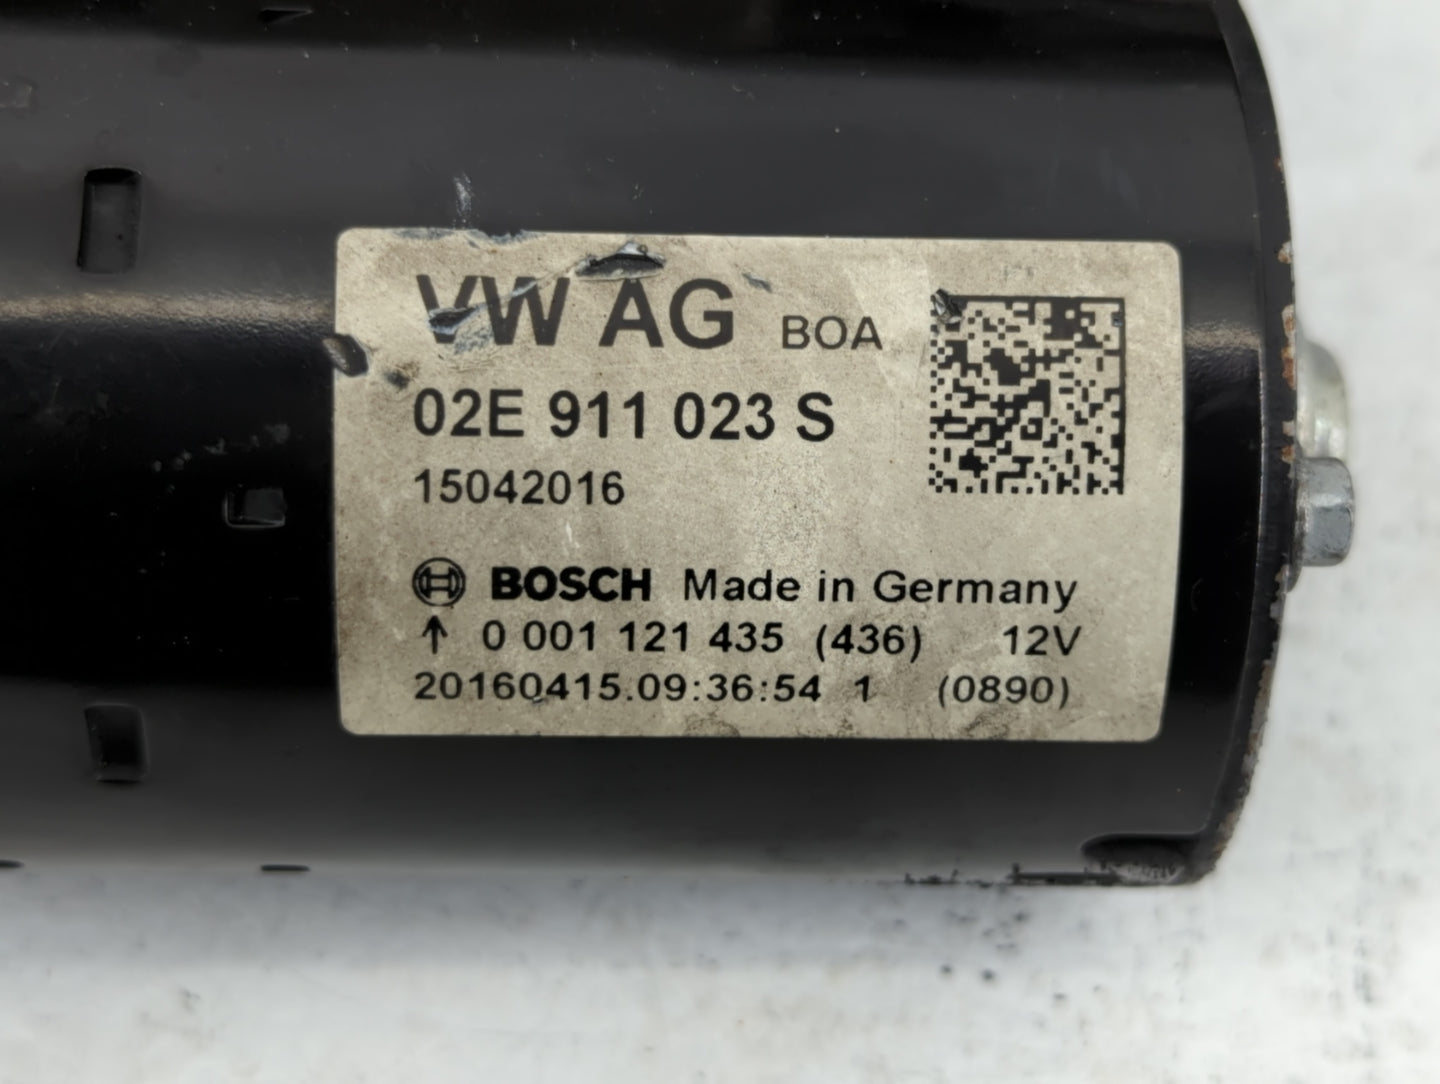 VW AG BOA
02E 911 023 S
15042016
BOSCH Made in Germany
↑ 0 001 121 435 (436) 12V
20160415.09:36:54 1 (0890)